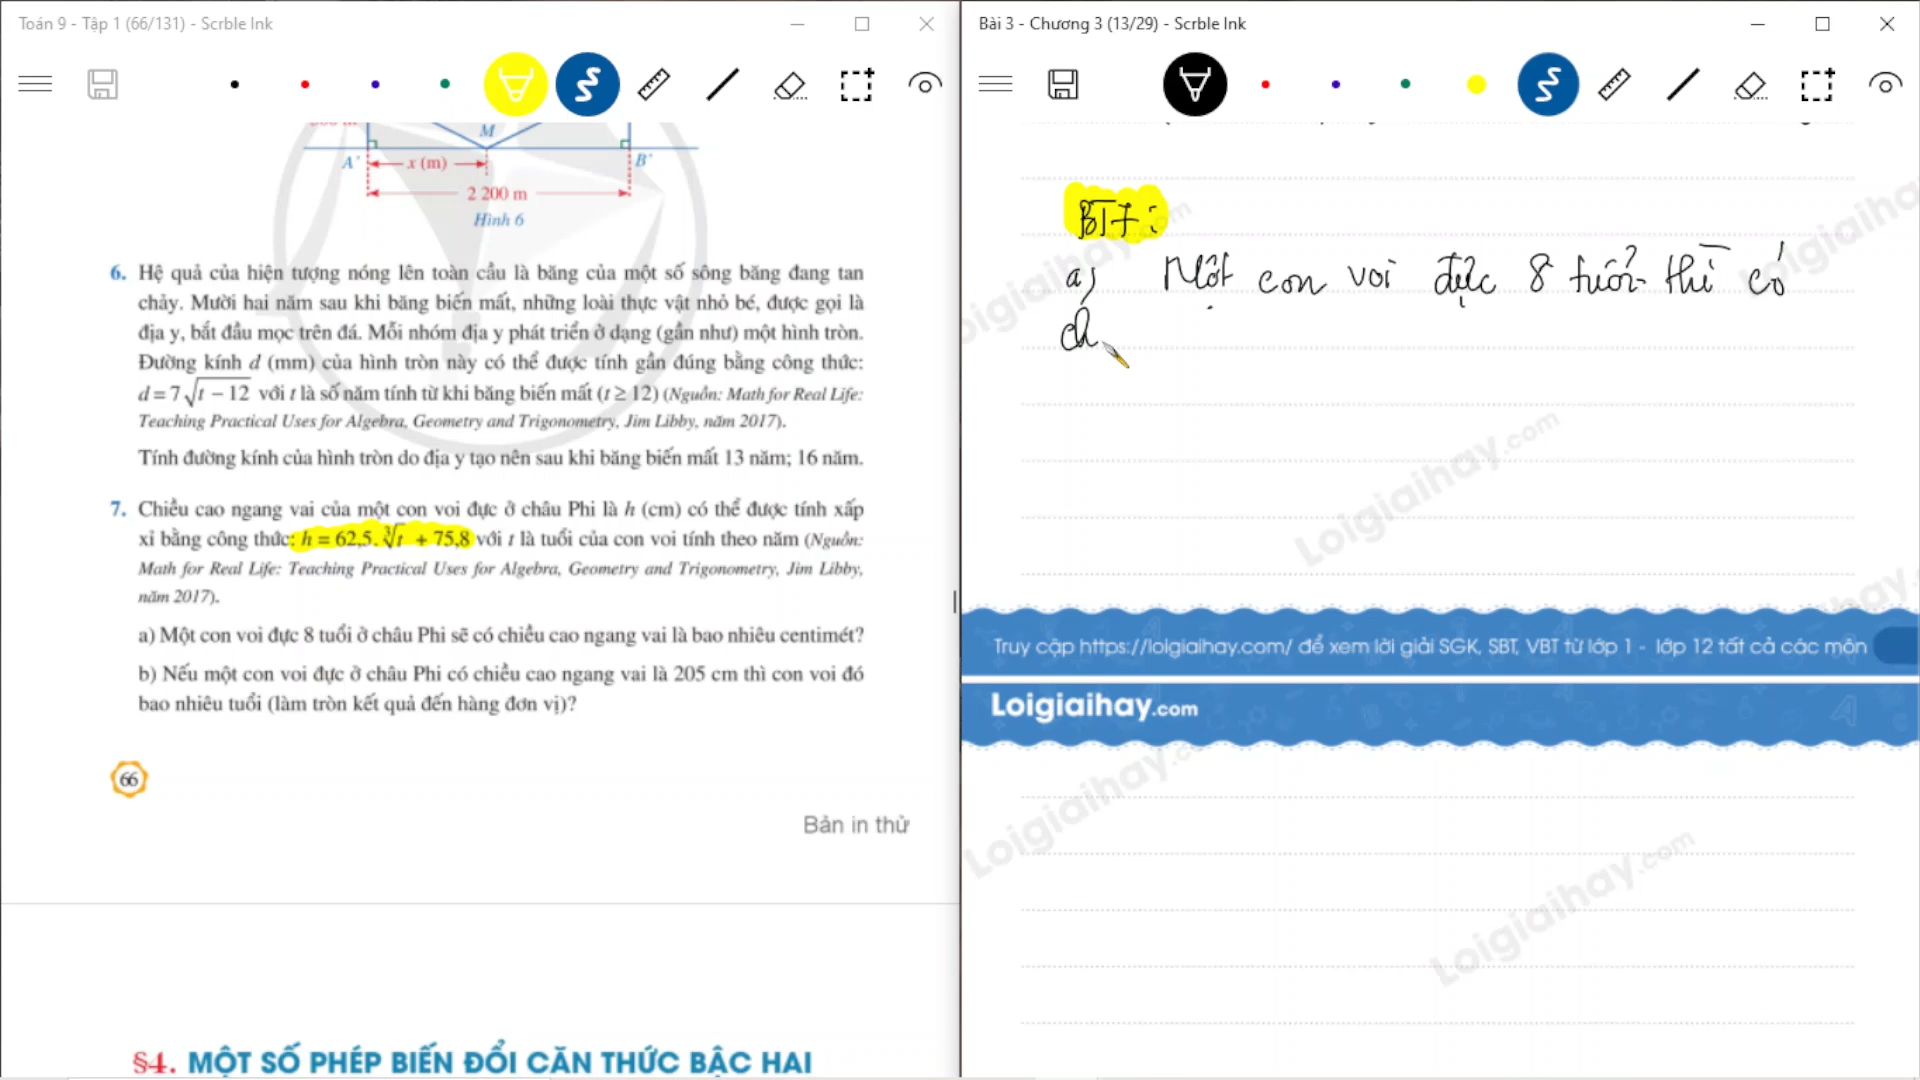 Toán 9 - Tập 1 (66/131) - Scrble Ink
M
A'
x (m)
B'
2 200 m
Hình 6
6. Hệ quả của hiện tượng nóng lên toàn cầu là băng của một số sông băng đang tan
chảy. Mười hai năm sau khi băng biến mất, những loài thực vật nhỏ bé, được gọi là
địa y, bắt đầu mọc trên đá. Mỗi nhóm địa y phát triển ở dạng (gần như) một hình tròn.
Đường kính d (mm) của hình tròn này có thể được tính gần đúng bằng công thức:
d = 7√(t − 12) với t là số năm tính từ khi băng biến mất (t ≥ 12) (Nguồn: Math for Real Life:
Teaching Practical Uses for Algebra, Geometry and Trigonometry, Jim Libby, năm 2017).
Tính đường kính của hình tròn do địa y tạo nên sau khi băng biến mất 13 năm; 16 năm.
7. Chiều cao ngang vai của một con voi đực ở châu Phi là h (cm) có thể được tính xấp
xỉ bằng công thức: h = 62,5.∛t + 75,8 với t là tuổi của con voi tính theo năm (Nguồn:
Math for Real Life: Teaching Practical Uses for Algebra, Geometry and Trigonometry, Jim Libby,
năm 2017).
a) Một con voi đực 8 tuổi ở châu Phi sẽ có chiều cao ngang vai là bao nhiêu centimét?
b) Nếu một con voi đực ở châu Phi có chiều cao ngang vai là 205 cm thì con voi đó
bao nhiêu tuổi (làm tròn kết quả đến hàng đơn vị)?
66
Bản in thử
§4. MỘT SỐ PHÉP BIẾN ĐỔI CĂN THỨC BẬC HAI
Bài 3 - Chương 3 (13/29) - Scrble Ink
BT7:
a) Một con voi đực 8 tuổi thì có
ch
Truy cập https://loigiaihay.com/ để xem lời giải SGK, SBT, VBT từ lớp 1 - lớp 12 tất cả các môn
Loigiaihay.com
Loigiaihay.com
Loigiaihay.com